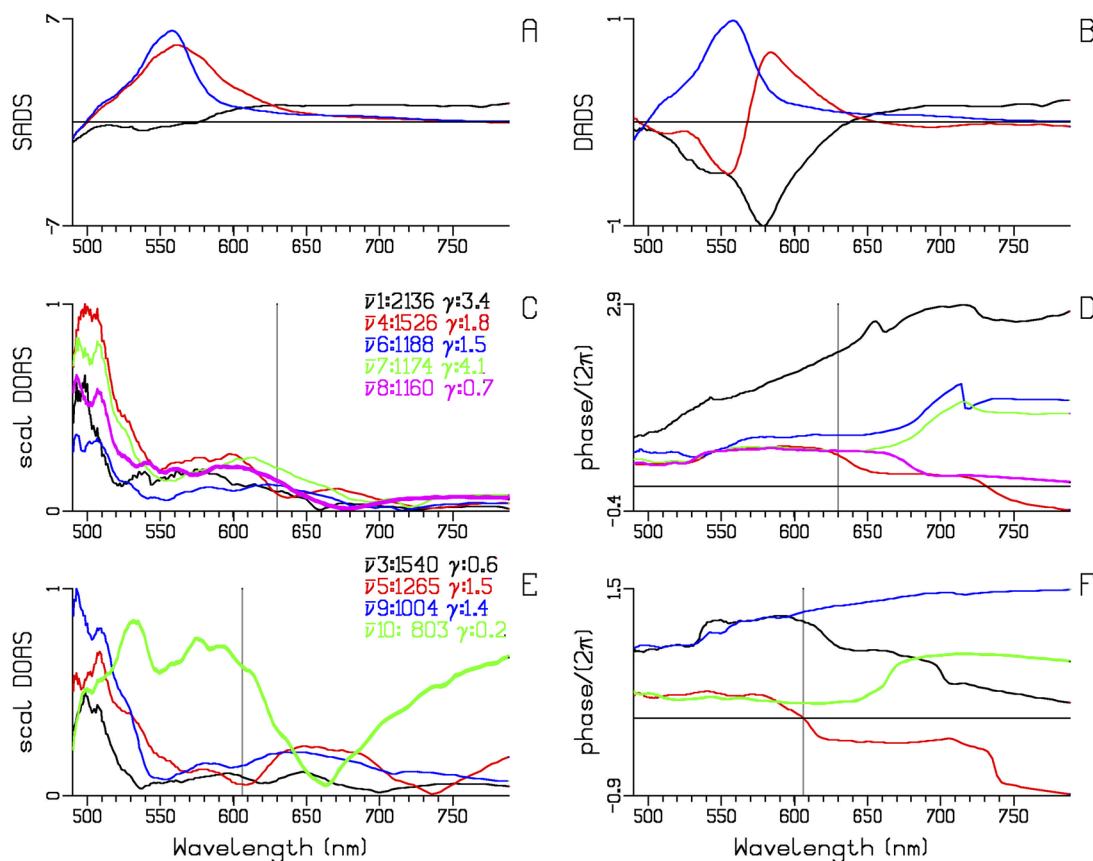 7 A 1 B
SADS DADS
-7 -1
500 550 600 650 700 750 500 550 600 650 700 750
1 C 2.9 D
ν̄1:2136 γ:3.4
ν̄4:1526 γ:1.8
ν̄6:1188 γ:1.5
ν̄7:1174 γ:4.1
ν̄8:1160 γ:0.7
scal DOAS phase/(2π)
0 -0.4
500 550 600 650 700 750 500 550 600 650 700 750
1 E 1.5 F
ν̄3:1540 γ:0.6
ν̄5:1265 γ:1.5
ν̄9:1004 γ:1.4
ν̄10: 803 γ:0.2
scal DOAS phase/(2π)
0 -0.9
500 550 600 650 700 750 500 550 600 650 700 750
Wavelength (nm) Wavelength (nm)